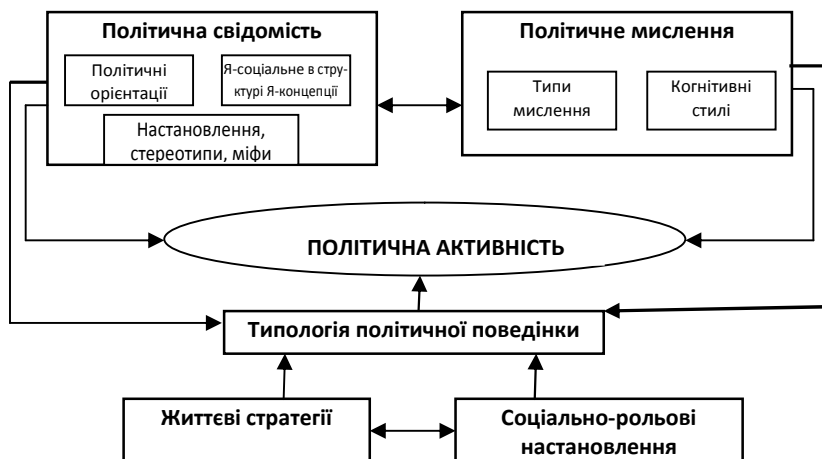 Політична свідомість
Політичні
орієнтації
Я-соціальне в стру-
ктурі Я-концепції
Настановлення,
стереотипи, міфи
Політичне мислення
Типи
мислення
Когнітивні
стилі
ПОЛІТИЧНА АКТИВНІСТЬ
Типологія політичної поведінки
Життєві стратегії
Соціально-рольові
настановлення